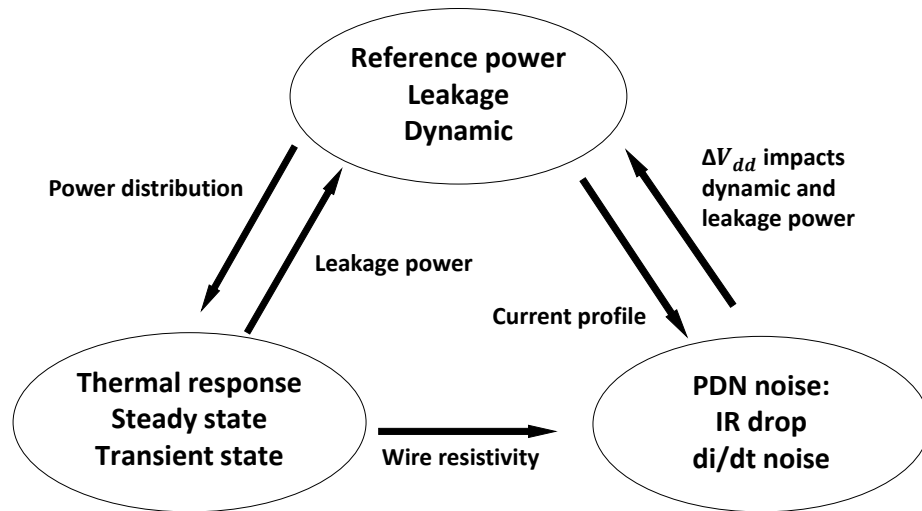 Reference power
Leakage
Dynamic
Power distribution
Leakage power
ΔVdd impacts
dynamic and
leakage power
Current profile
Thermal response
Steady state
Transient state
Wire resistivity
PDN noise:
IR drop
di/dt noise